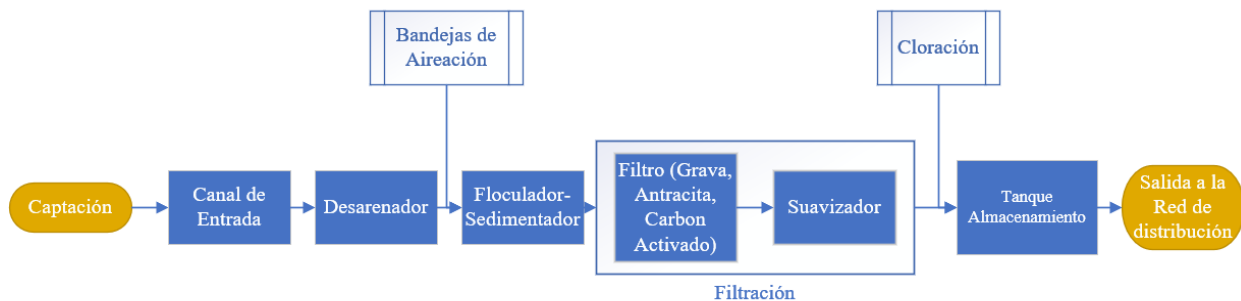 Bandejas de
Aireación
Cloración
Captación
Canal de
Entrada
Desarenador
Floculador-
Sedimentador
Filtro (Grava,
Antracita,
Carbon
Activado)
Suavizador
Tanque
Almacenamiento
Salida a la
Red de
distribución
Filtración